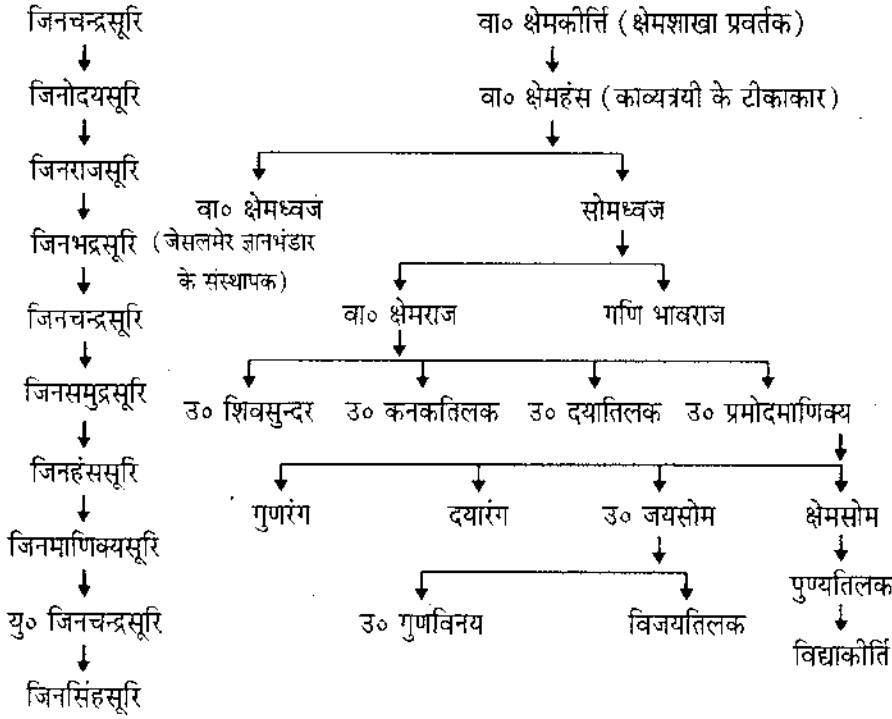 जिनचन्द्रसूरि
वा० क्षेमकीर्त्ति (क्षेमशाखा प्रवर्तक)
जिनोदयसूरि
वा० क्षेमहंस (काव्यत्रयी के टीकाकार)
जिनराजसूरि
वा० क्षेमध्वज
सोमध्वज
जिनभद्रसूरि (जेसलमेर ज्ञानभंडार
के संस्थापक)
जिनचन्द्रसूरि
वा० क्षेमराज
गणि भावराज
जिनसमुद्रसूरि
उ० शिवसुन्दर
उ० कनकतिलक
उ० दयातिलक
उ० प्रमोदमाणिक्य
जिनहंससूरि
गुणरंग
दयारंग
उ० जयसोम
क्षेमसोम
जिनमाणिक्यसूरि
पुण्यतिलक
यु० जिनचन्द्रसूरि
उ० गुणविनय
विजयतिलक
विद्याकीर्ति
जिनसिंहसूरि